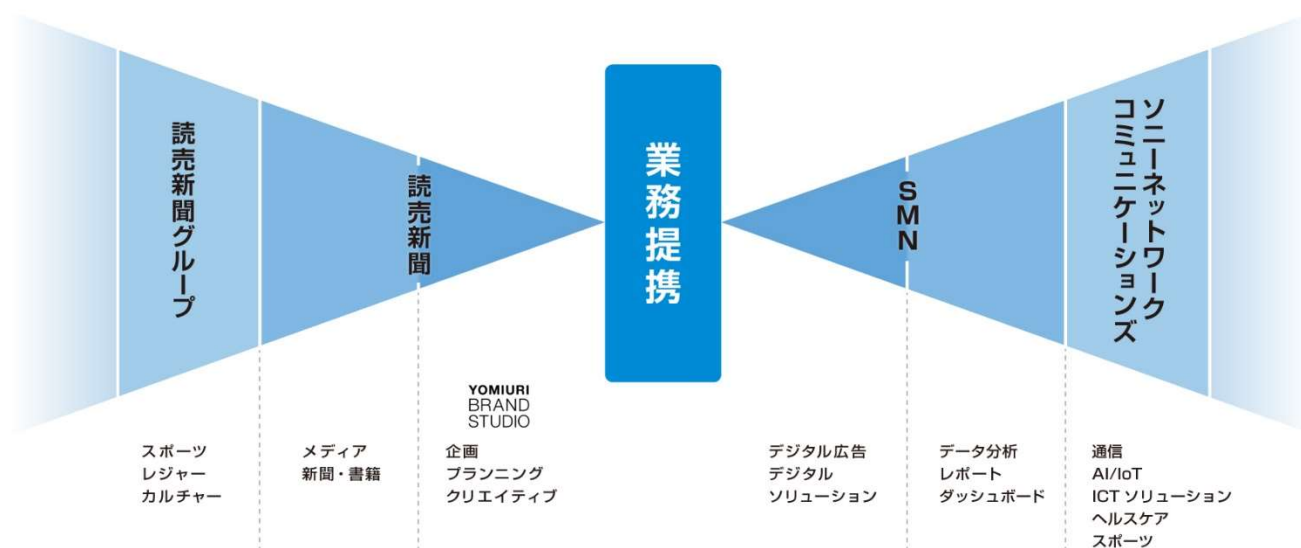 読売新聞グループ
読売新聞
業務提携
SMN
ソニーネットワーク
コミュニケーションズ
スポーツ
レジャー
カルチャー
メディア
新聞・書籍
YOMIURI
BRAND
STUDIO
企画
プランニング
クリエイティブ
デジタル広告
デジタル
ソリューション
データ分析
レポート
ダッシュボード
通信
AI/IoT
ICTソリューション
ヘルスケア
スポーツ